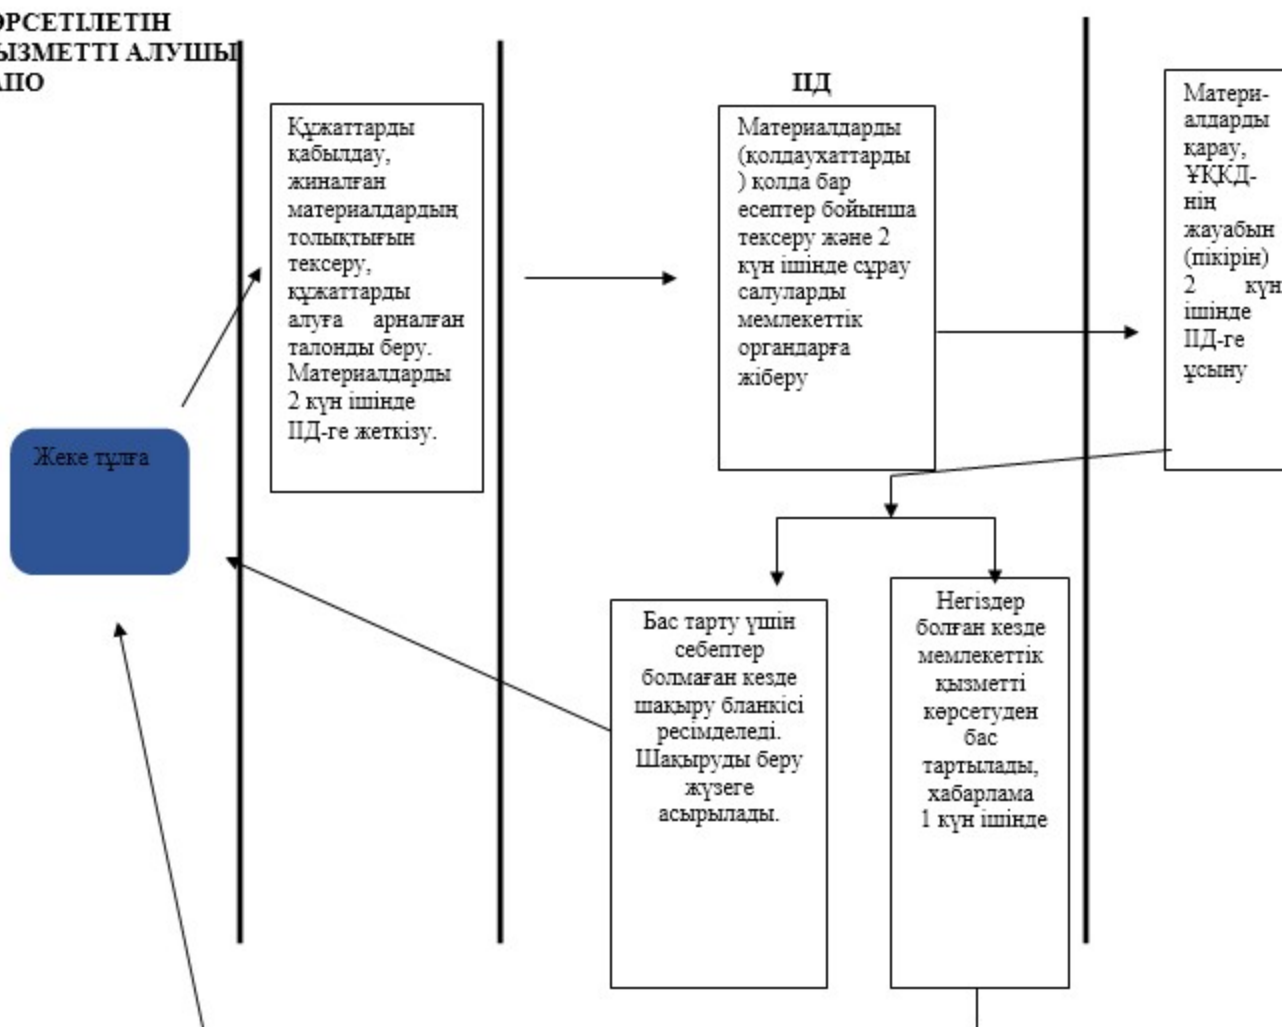 ӨРСЕТІЛЕТІН
ЫЗМЕТТІ АЛУШЫ
АПО
Құжаттарды
қабылдау,
жиналған
материалдардың
толықтығын
тексеру,
құжаттарды
алуға арналған
талонды беру.
Материалдарды
2 күн ішінде
ІІД-ге жеткізу.
ІІД
Материалдарды
(қолдаухаттарды
) қолда бар
есептер бойынша
тексеру және 2
күн ішінде сұрау
салуларды
мемлекеттік
органдарға
жіберу
Матери-
алдарды
қарау,
ҰҚКД-
нің
жауабын
(пікірін)
2 күн
ішінде
ІІД-ге
ұсыну
Жеке тұлға
Бас тарту үшін
себептер
болмаған кезде
шақыру бланкісі
ресімделеді.
Шақыруды беру
жүзеге
асырылады.
Негіздер
болған кезде
мемлекеттік
қызметті
көрсетуден
бас
тартылады,
хабарлама
1 күн ішінде